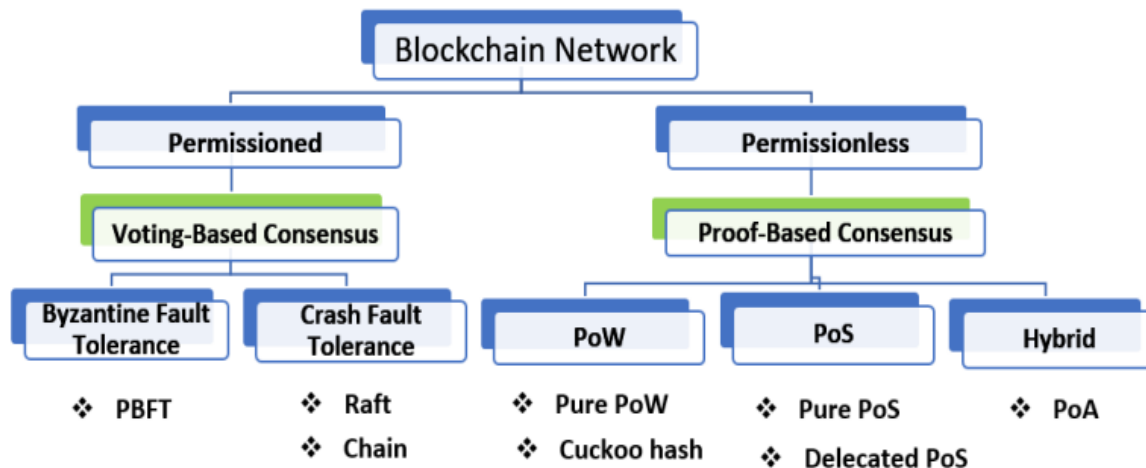 Blockchain Network
Permissioned
Permissionless
Voting-Based Consensus
Proof-Based Consensus
Byzantine Fault
Tolerance
Crash Fault
Tolerance
PoW
PoS
Hybrid
❖ PBFT
❖ Raft
❖ Chain
❖ Pure PoW
❖ Cuckoo hash
❖ Pure PoS
❖ Delecated PoS
❖ PoA